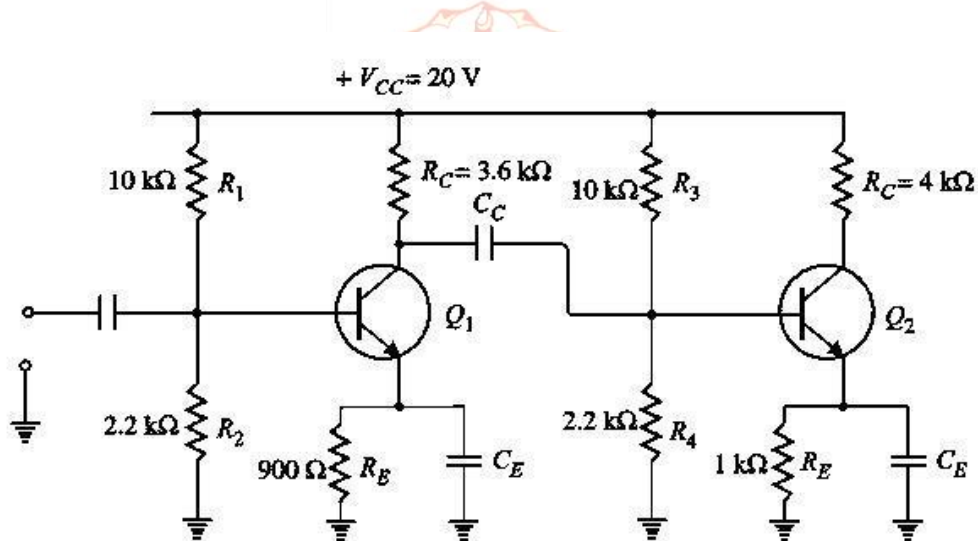 + V_CC = 20 V
10 kΩ R_1
R_C = 3.6 kΩ
10 kΩ R_3
R_C = 4 kΩ
C_C
Q_1
Q_2
2.2 kΩ R_2
2.2 kΩ R_4
900 Ω R_E
C_E
1 kΩ R_E
C_E